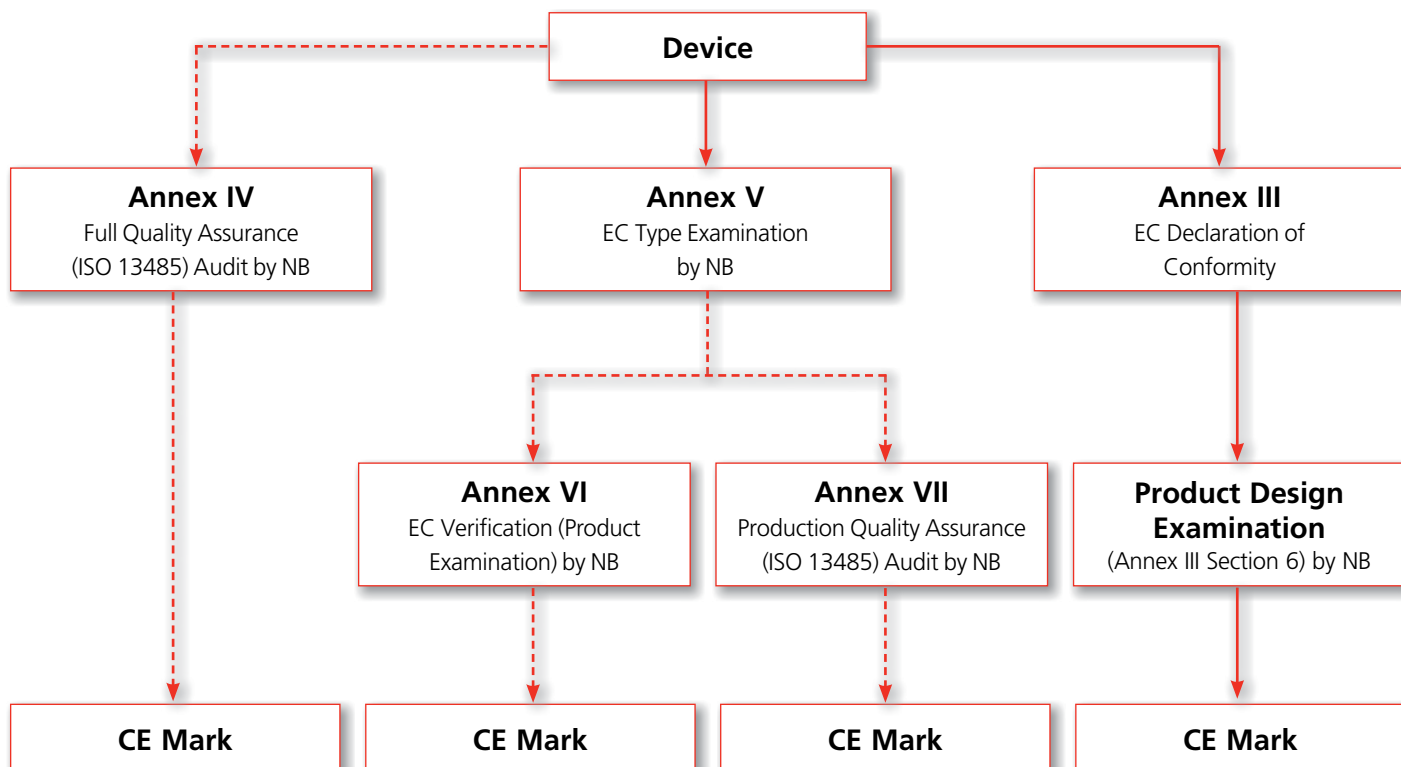 Device
Annex IV
Full Quality Assurance
(ISO 13485) Audit by NB
Annex V
EC Type Examination
by NB
Annex III
EC Declaration of
Conformity
Annex VI
EC Verification (Product
Examination) by NB
Annex VII
Production Quality Assurance
(ISO 13485) Audit by NB
Product Design
Examination
(Annex III Section 6) by NB
CE Mark
CE Mark
CE Mark
CE Mark